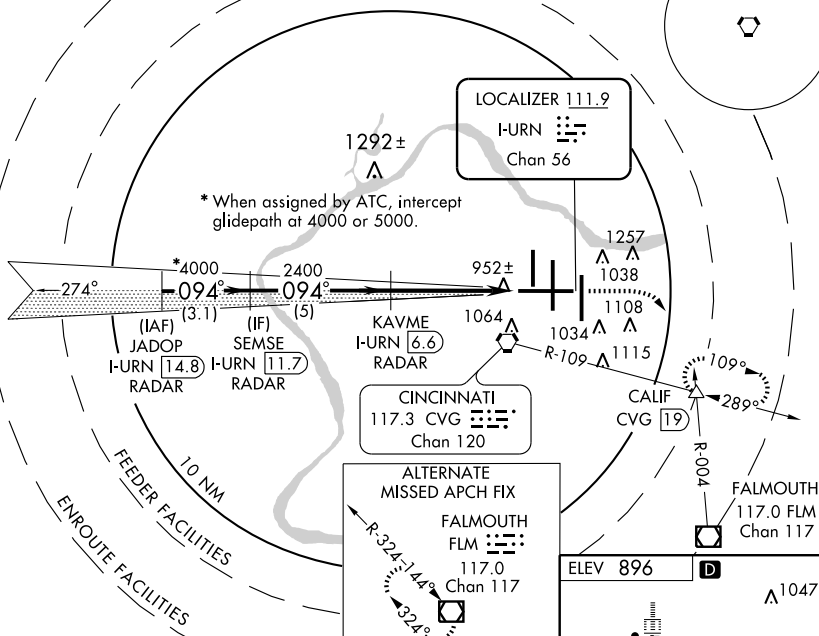 LOCALIZER 111.9
I-URN
Chan 56
1292 ±
* When assigned by ATC, intercept
glidepath at 4000 or 5000.
1257
1038
952±
*4000
2400
274°
094°
094°
(3.1)
(5)
1108
1064
1034
1115
(IAF)
JADOP
I-URN 14.8
RADAR
(IF)
SEMSE
I-URN 11.7
RADAR
KAVME
I-URN 6.6
RADAR
R-109
109°
289°
CINCINNATI
117.3 CVG
Chan 120
CALIF
CVG 19
R-004
10 NM
FEEDER FACILITIES
ENROUTE FACILITIES
ALTERNATE
MISSED APCH FIX
FALMOUTH
FLM
117.0
Chan 117
R-324
144°
324°
FALMOUTH
117.0 FLM
Chan 117
ELEV 896
D
1047